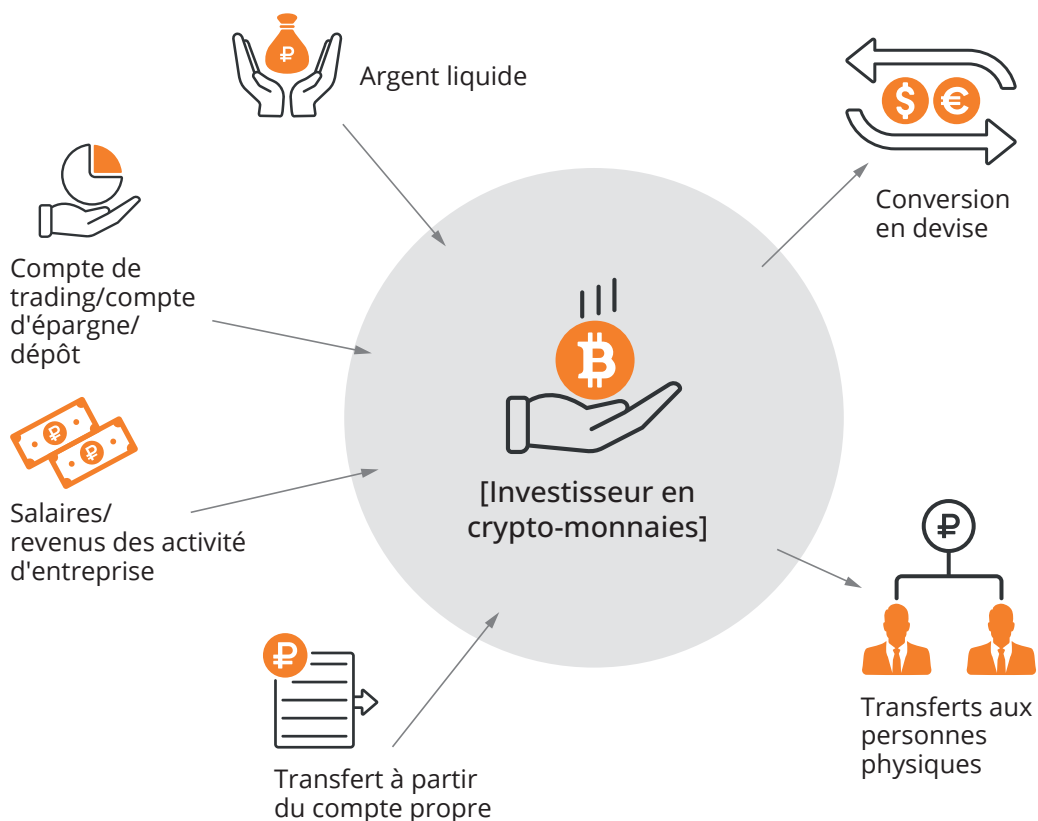 Argent liquide
Conversion
en devise
Compte de
trading/compte
d'épargne/
dépôt
[Investisseur en
crypto-monnaies]
Salaires/
revenus des activité
d'entreprise
Transferts aux
personnes
physiques
Transfert à partir
du compte propre